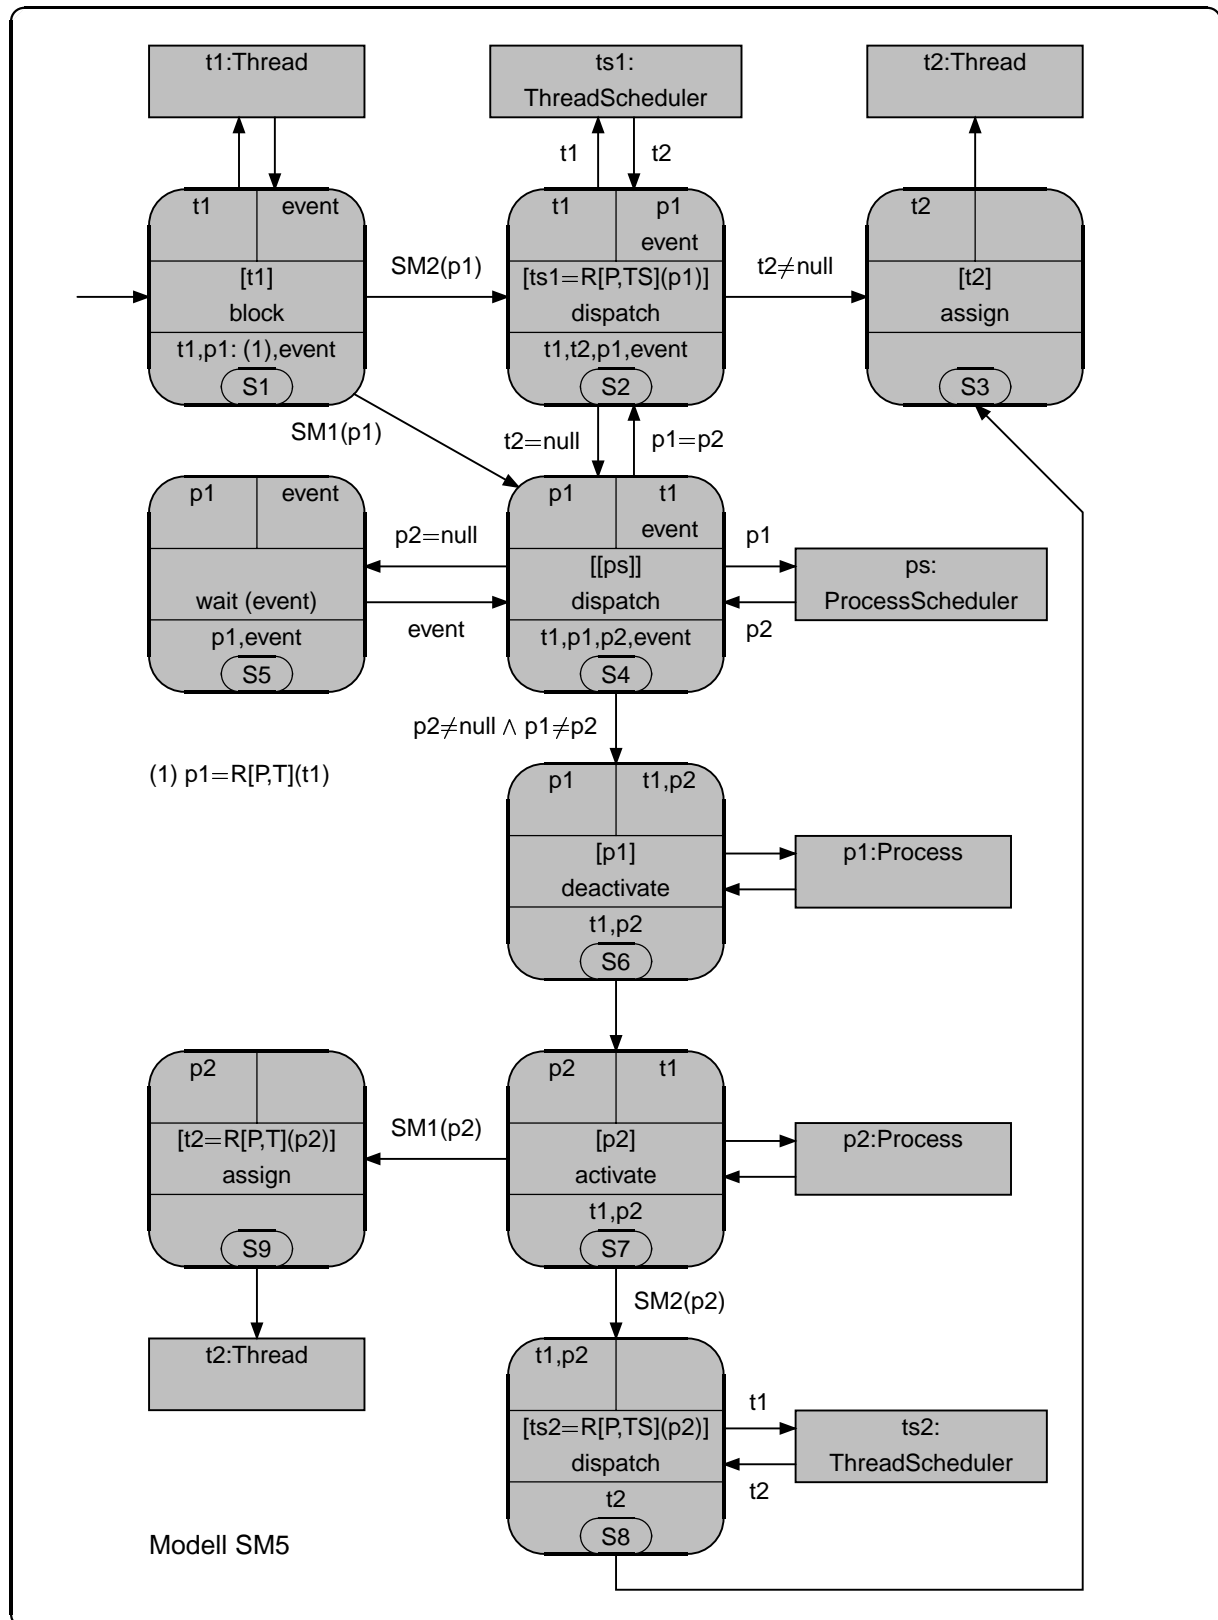 t1:Thread
ts1:
ThreadScheduler
t2:Thread
t1
t2
t1
event
[t1]
block
t1,p1: (1),event
S1
SM2(p1)
t1
p1
event
[ts1=R[P,TS](p1)]
dispatch
t1,t2,p1,event
S2
t2≠null
t2
[t2]
assign
S3
SM1(p1)
t2=null
p1=p2
p1
event
wait (event)
p1,event
S5
p2=null
event
p1
t1
event
[[ps]]
dispatch
t1,p1,p2,event
S4
p1
p2
ps:
ProcessScheduler
p2≠null ∧ p1≠p2
(1) p1=R[P,T](t1)
p1
t1,p2
[p1]
deactivate
t1,p2
S6
p1:Process
p2
[t2=R[P,T](p2)]
assign
S9
SM1(p2)
p2
t1
[p2]
activate
t1,p2
S7
p2:Process
SM2(p2)
t2:Thread
t1,p2
[ts2=R[P,TS](p2)]
dispatch
t2
S8
t1
t2
ts2:
ThreadScheduler
Modell SM5